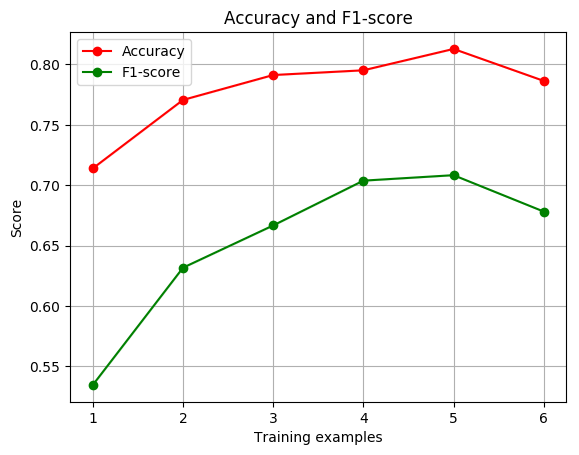 Accuracy and F1-score
Accuracy
F1-score
0.80
0.75
0.70
0.65
0.60
0.55
Score
1 2 3 4 5 6
Training examples